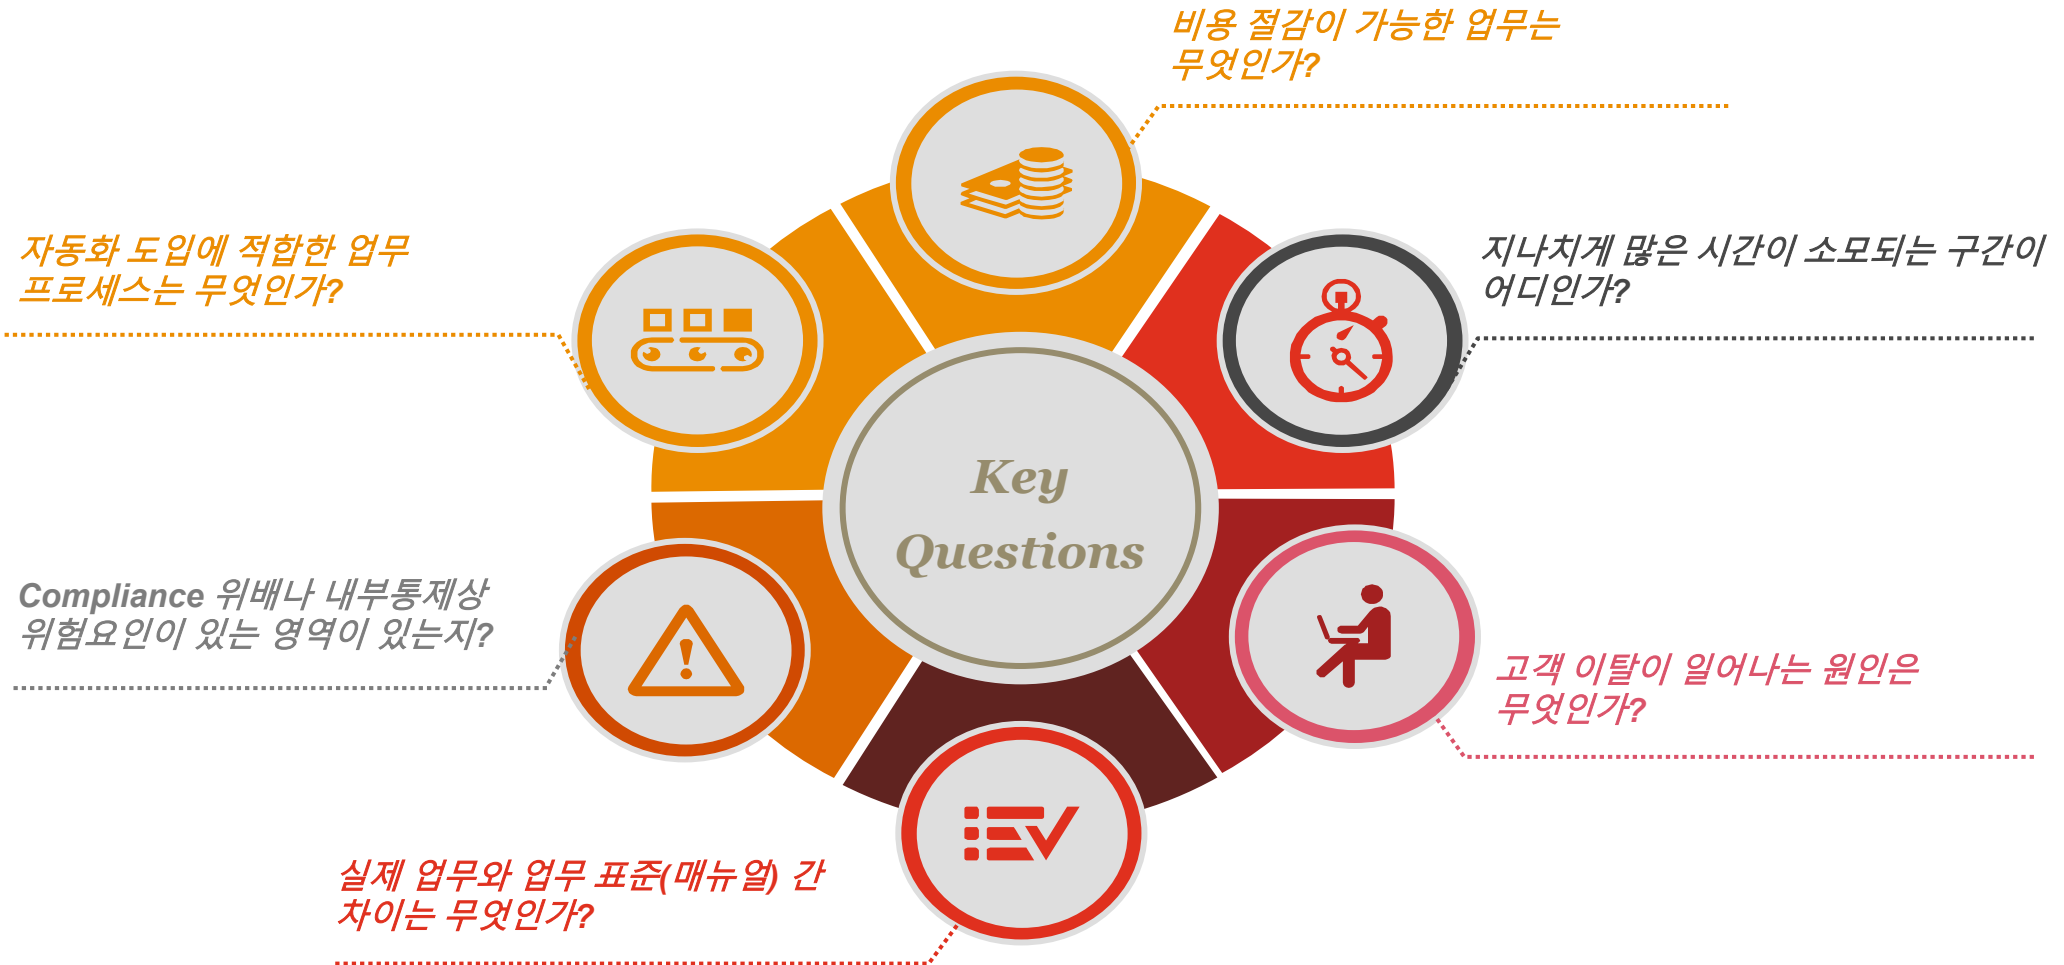 비용 절감이 가능한 업무는
무엇인가?
자동화 도입에 적합한 업무
프로세스는 무엇인가?
지나치게 많은 시간이 소모되는 구간이
어디인가?
Key
Questions
Compliance 위배나 내부통제상
위험요인이 있는 영역이 있는지?
고객 이탈이 일어나는 원인은
무엇인가?
실제 업무와 업무 표준(매뉴얼) 간
차이는 무엇인가?